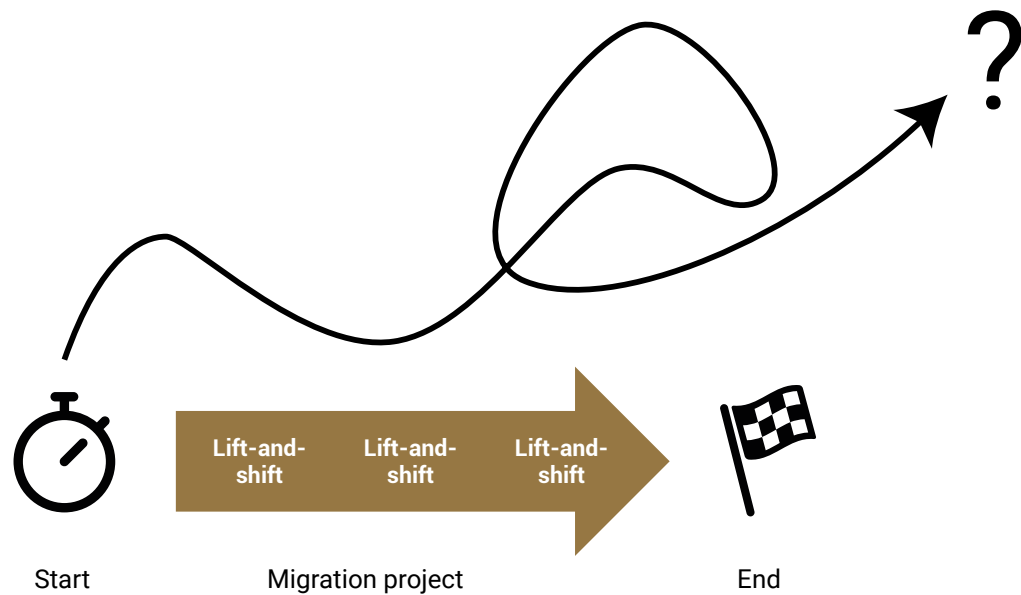 ?
Lift-and-
shift
Lift-and-
shift
Lift-and-
shift
Start
Migration project
End